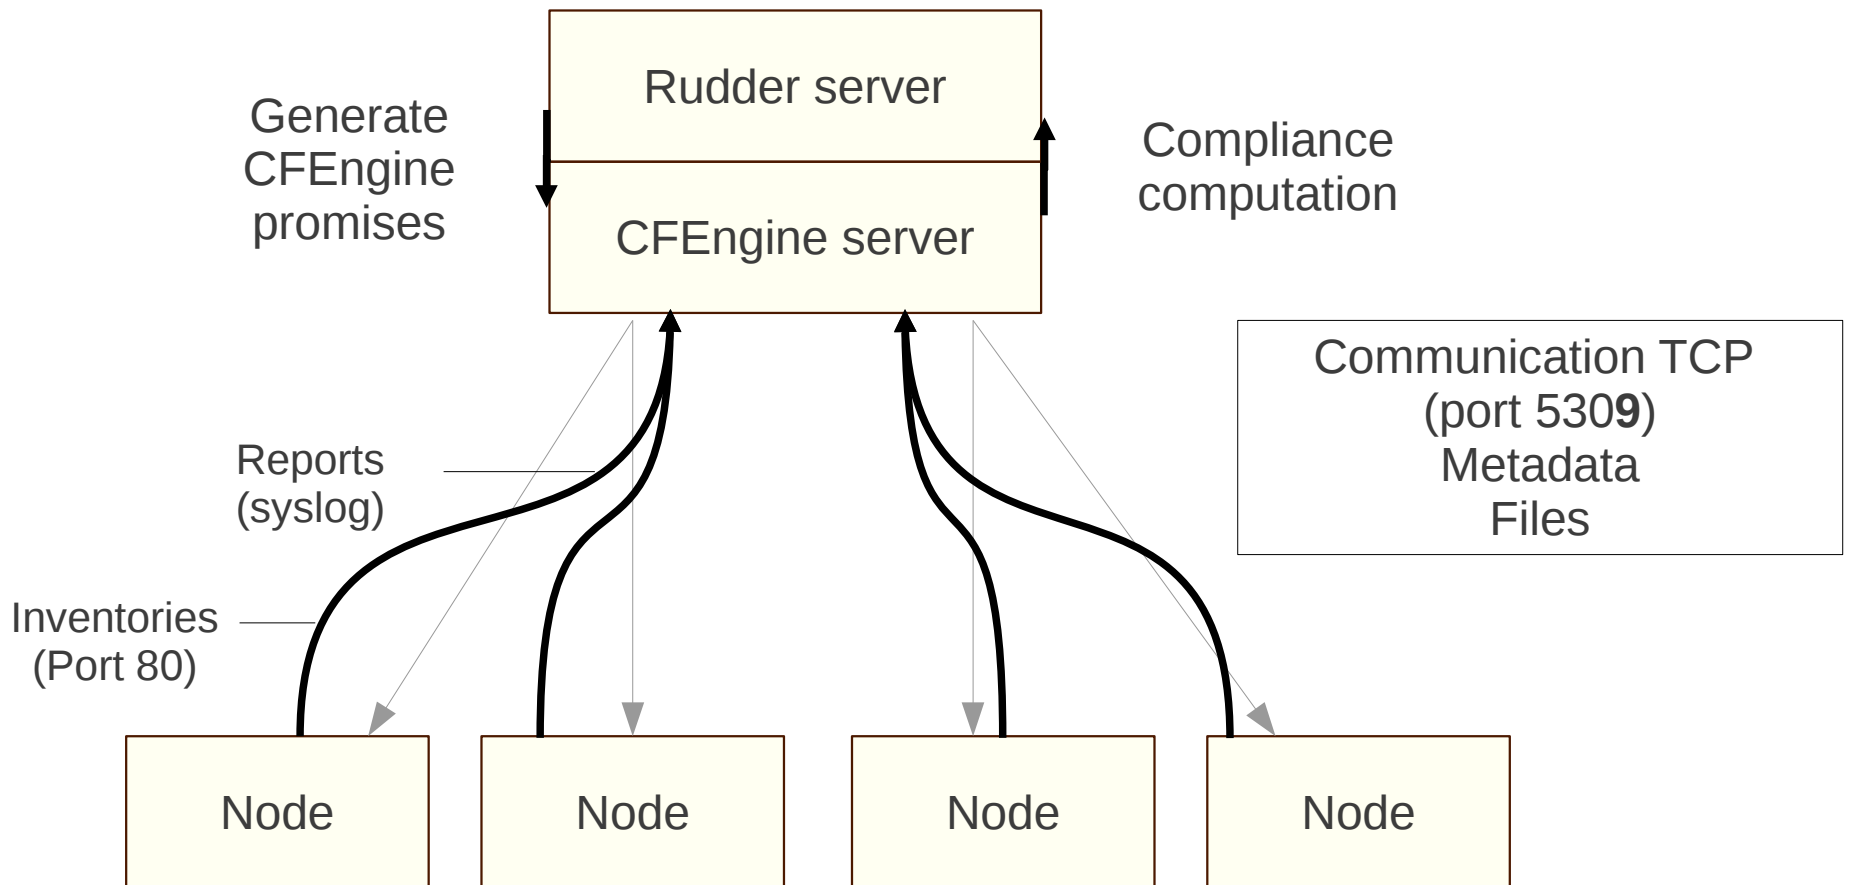 Rudder server
Generate
CFEngine
promises
Compliance
computation
CFEngine server
Communication TCP
(port 5309)
Metadata
Files
Reports
(syslog)
Inventories
(Port 80)
Node
Node
Node
Node